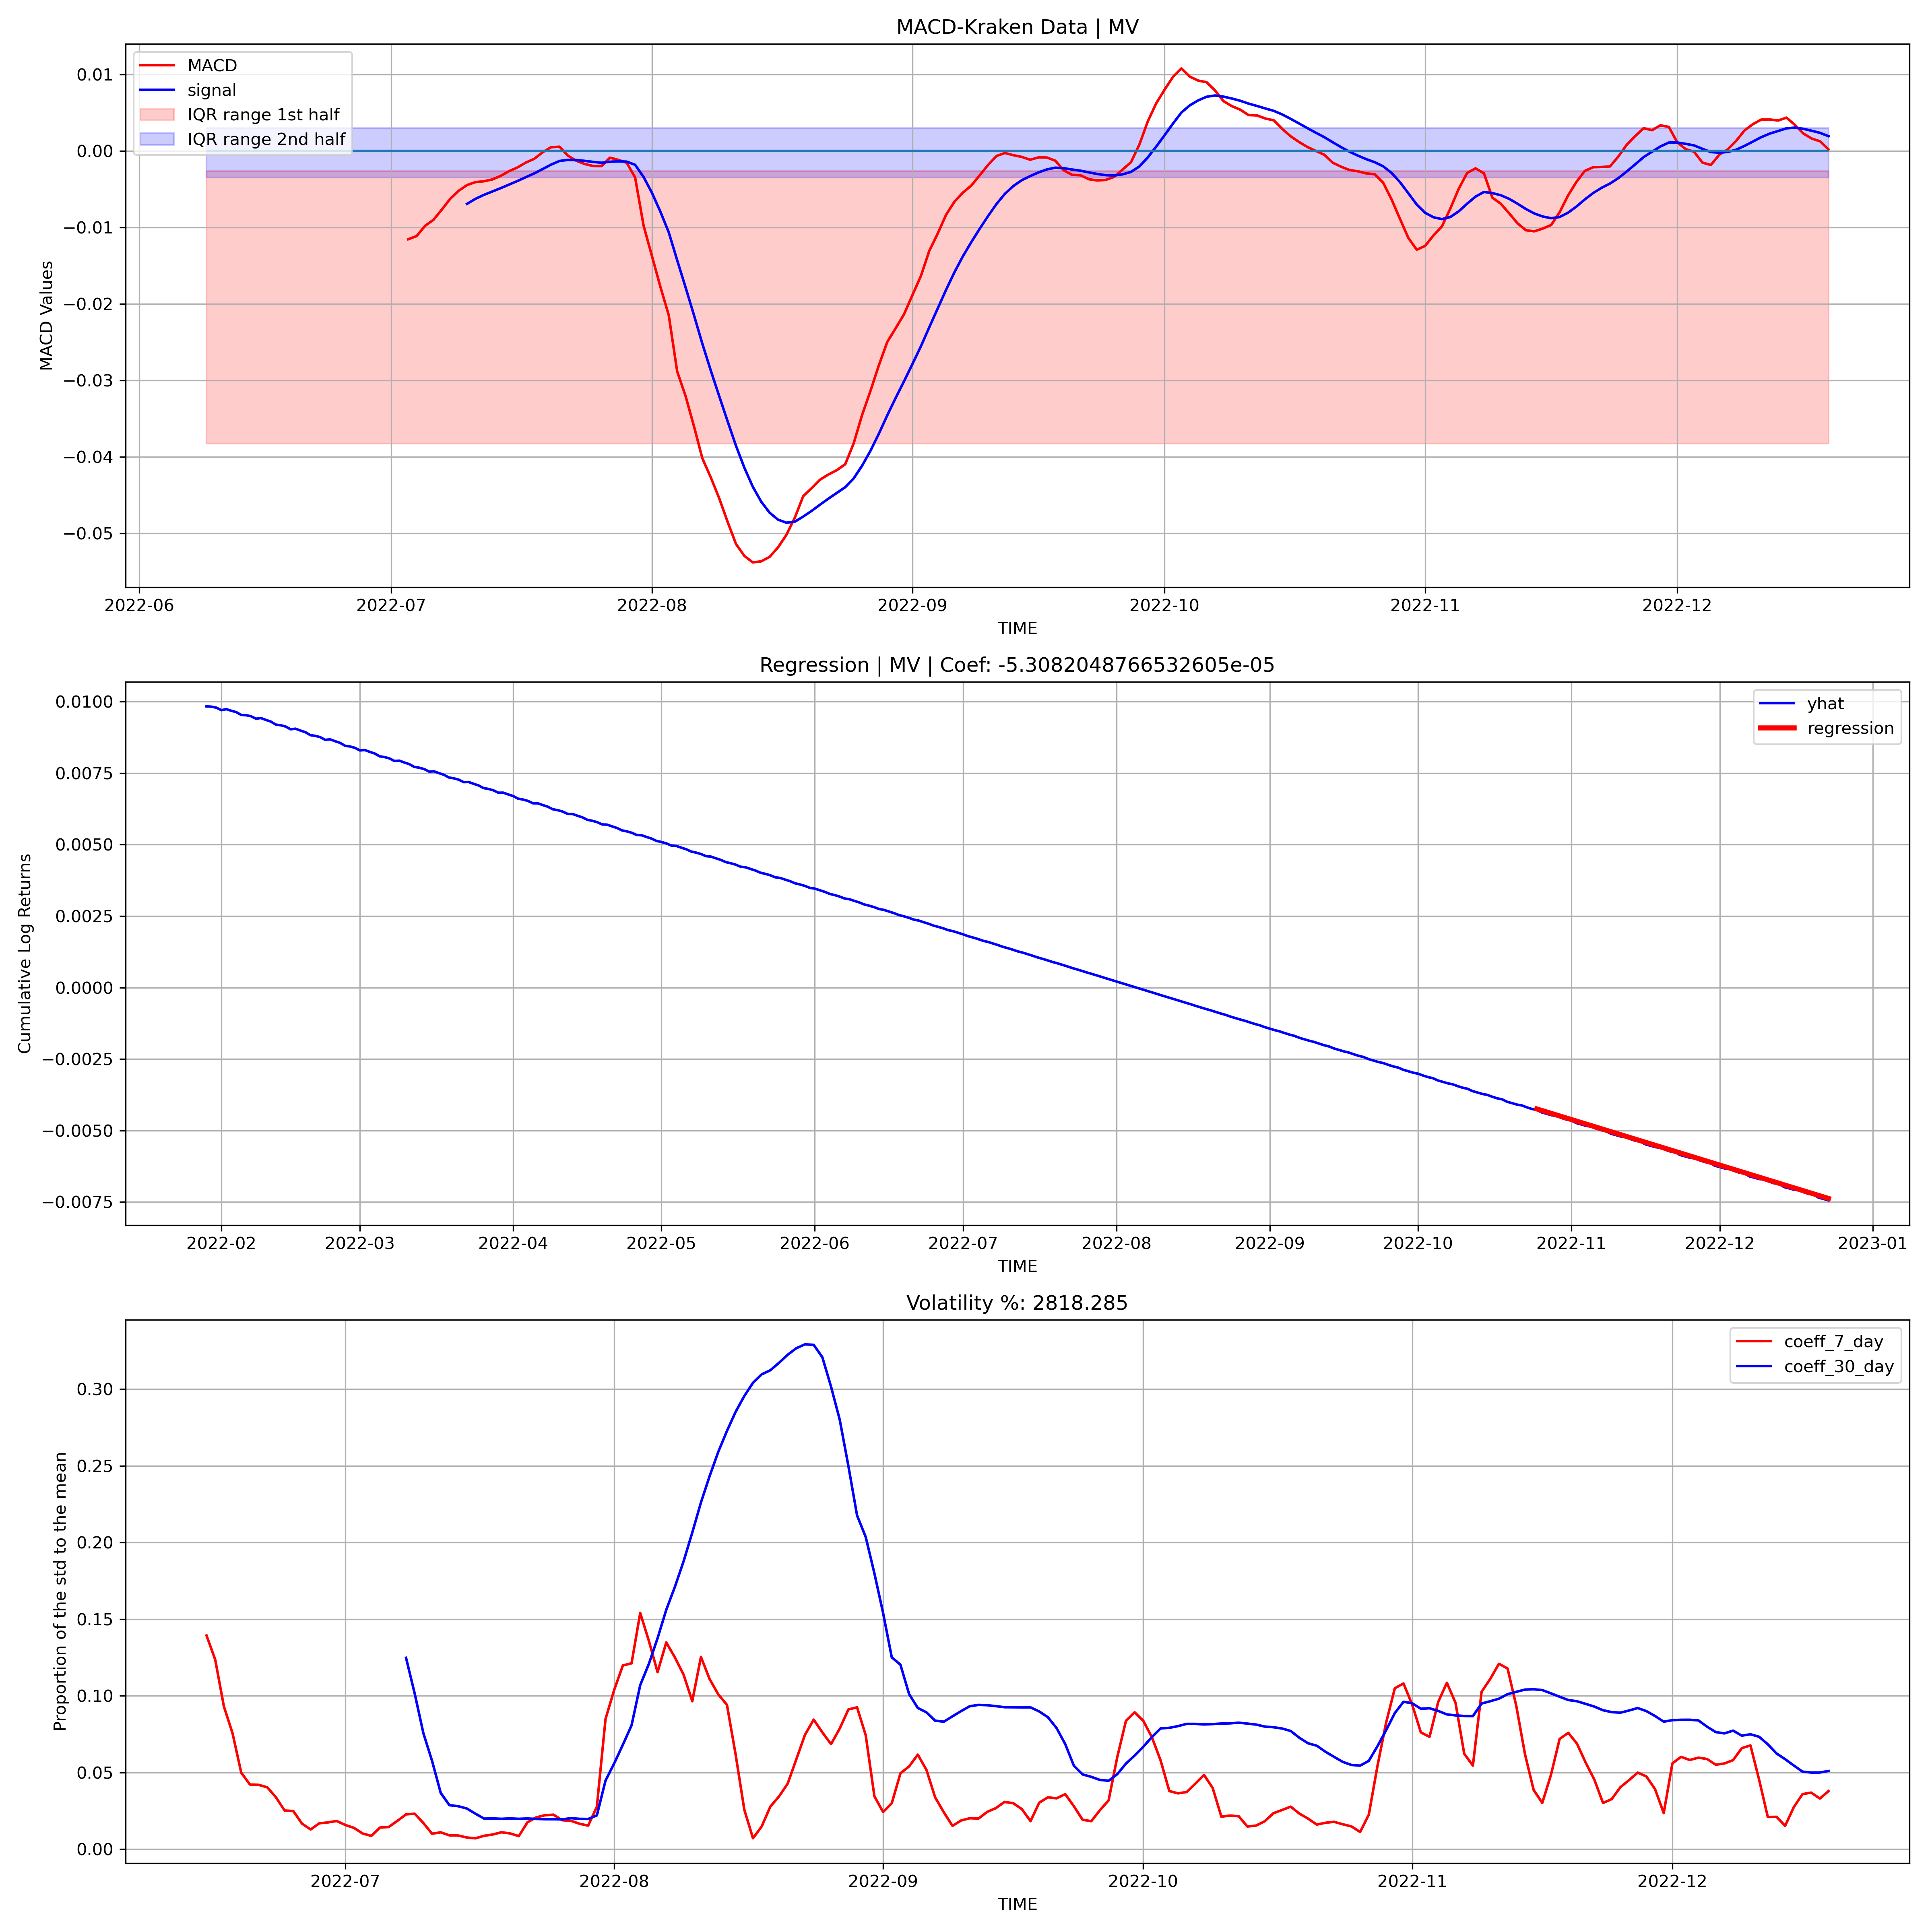 MACD-Kraken Data | MV
MACD
signal
IQR range 1st half
IQR range 2nd half
0.01
0.00
−0.01
−0.02
−0.03
−0.04
−0.05
MACD Values
2022-06 2022-07 2022-08 2022-09 2022-10 2022-11 2022-12
TIME
Regression | MV | Coef: -5.3082048766532605e-05
yhat
regression
0.0100
0.0075
0.0050
0.0025
0.0000
−0.0025
−0.0050
−0.0075
Cumulative Log Returns
2022-02 2022-03 2022-04 2022-05 2022-06 2022-07 2022-08 2022-09 2022-10 2022-11 2022-12 2023-01
TIME
Volatility %: 2818.285
coeff_7_day
coeff_30_day
0.30
0.25
0.20
0.15
0.10
0.05
0.00
Proportion of the std to the mean
2022-07 2022-08 2022-09 2022-10 2022-11 2022-12
TIME